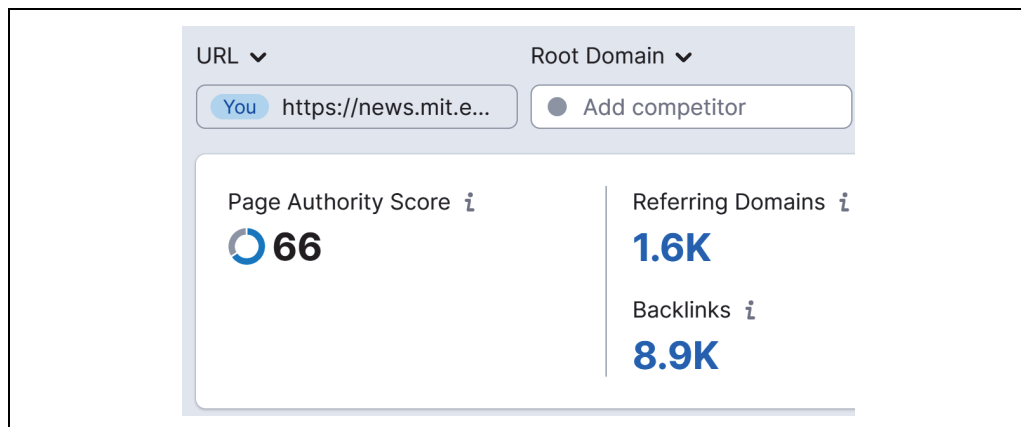 URL
Root Domain
You https://news.mit.e...
Add competitor
Page Authority Score i
66
Referring Domains i
1.6K
Backlinks i
8.9K